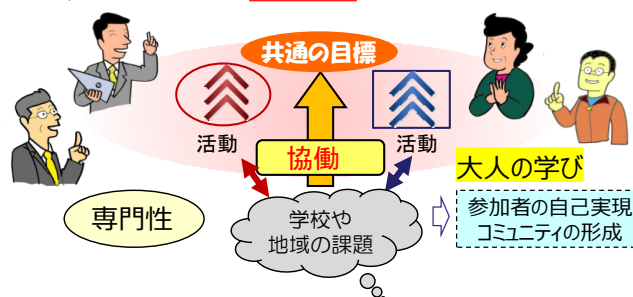 共通の目標
活動
活動
協働
大人の学び
専門性
学校や
地域の課題
参加者の自己実現
コミュニティの形成